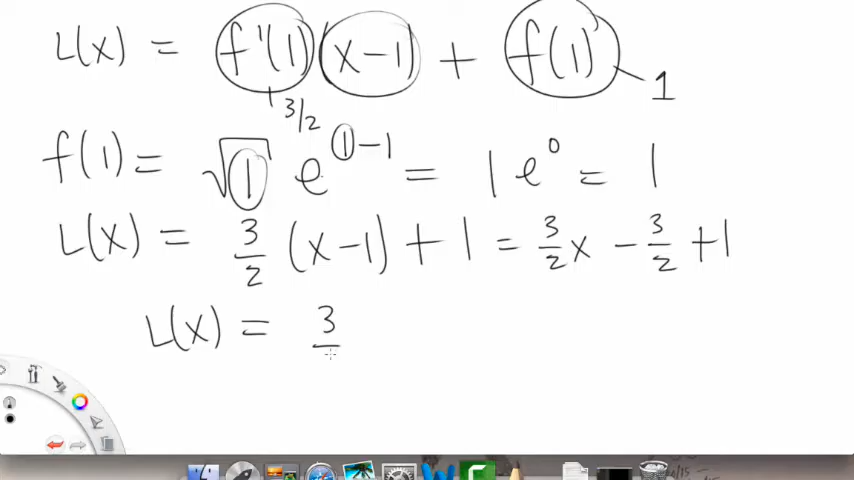 L(x) = f'(1)(x-1) + f(1) 1
3/2
f(1) = √1 e^(1-1) = 1 e^0 = 1
L(x) = 3/2 (x-1) + 1 = 3/2 x - 3/2 + 1
L(x) = 3